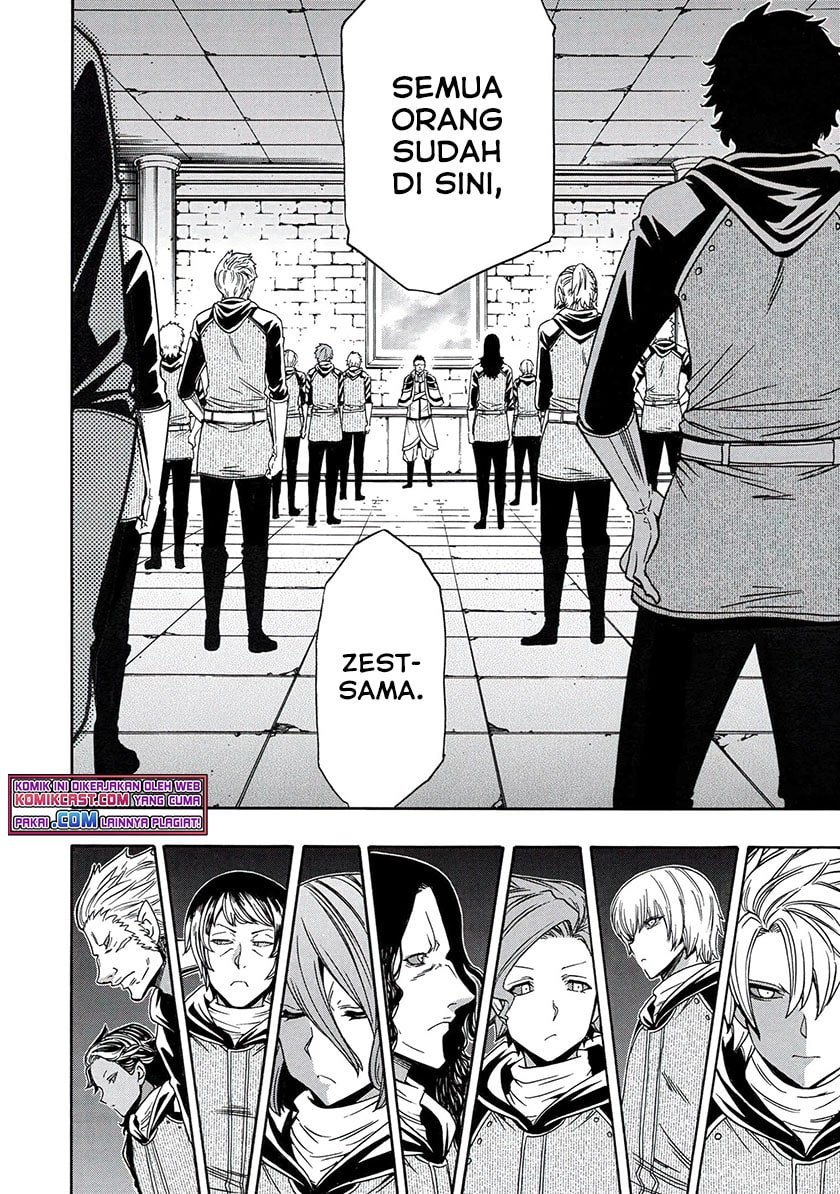 SEMUA
ORANG
SUDAH
DI SINI,
ZEST-
SAMA.
KOMIK INI DIKERJAKAN OLEH WEB
KOMIKCAST.COM YANG CUMA
PAKAI .COM LAINNYA PLAGIAT!